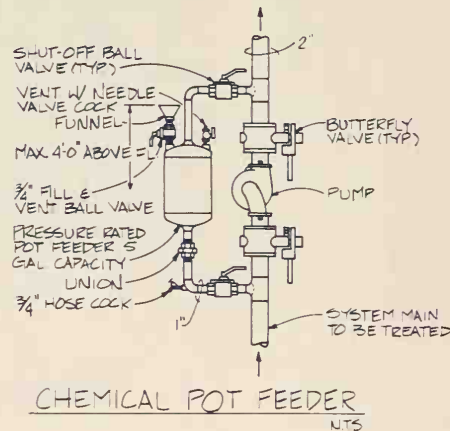 SHUT-OFF BALL
VALVE (TYP.)
VENT W/ NEEDLE
VALVE COCK
FUNNEL
MAX. 4'-0" ABOVE FL
3/4" FILL &
VENT BALL VALVE
PRESSURE RATED
POT FEEDER 5
GAL CAPACITY
UNION
3/4" HOSE COCK
1"
2"
BUTTERFLY
VALVE (TYP)
PUMP
SYSTEM MAIN
TO BE TREATED
CHEMICAL POT FEEDER
N.T.S